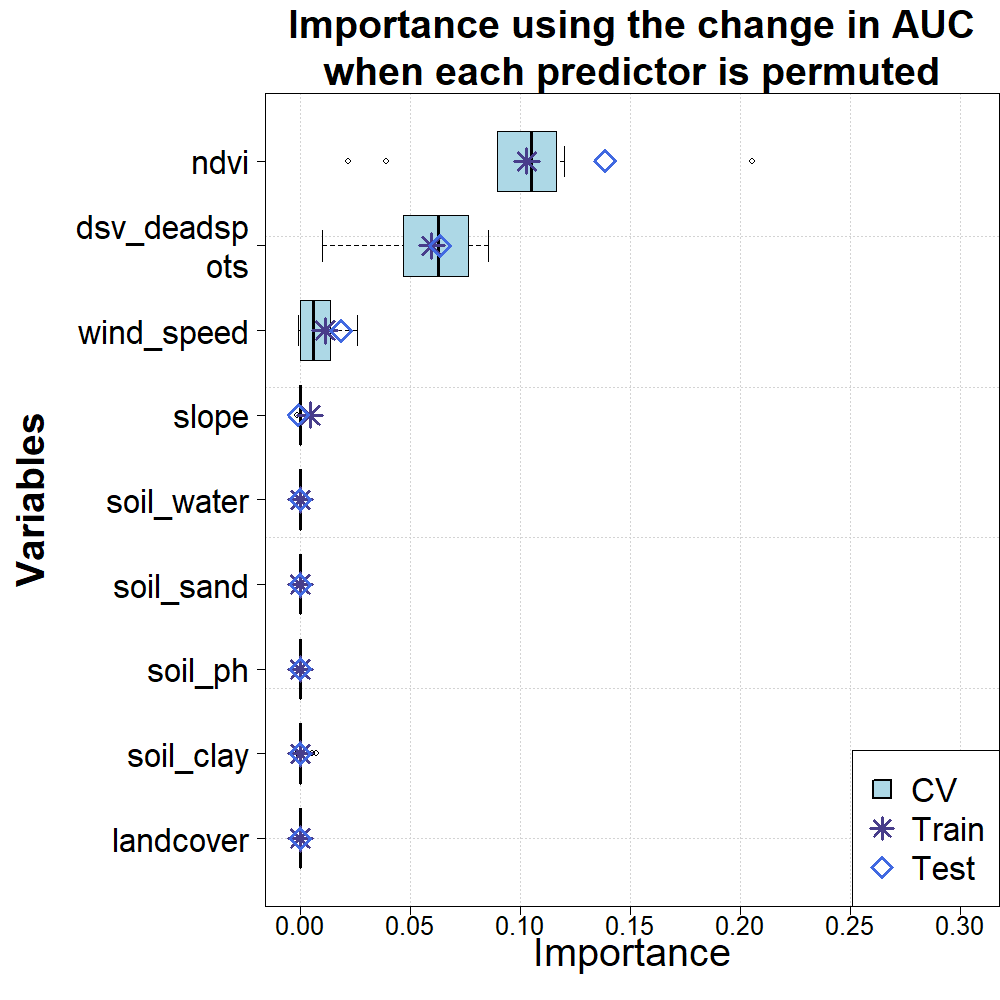 Importance using the change in AUC
when each predictor is permuted
ndvi
dsv_deadsp
ots
wind_speed
slope
soil_water
soil_sand
soil_ph
soil_clay
landcover
Variables
CV
Train
Test
0.00 0.05 0.10 0.15 0.20 0.25 0.30
Importance